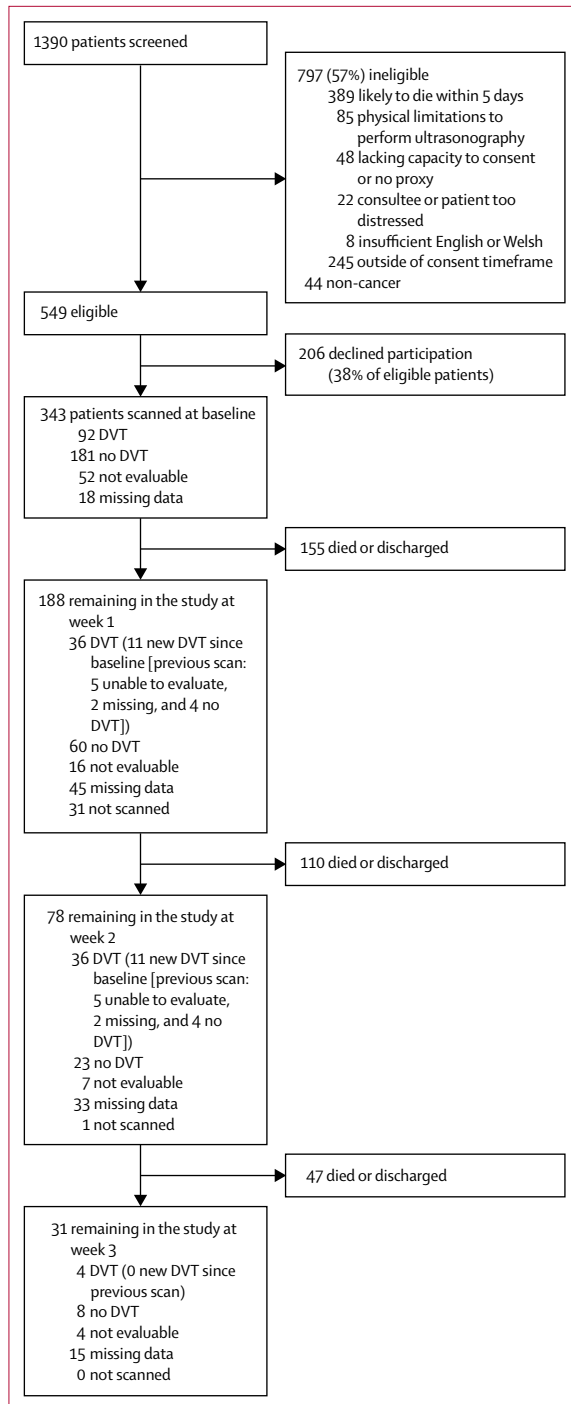 1390 patients screened
797 (57%) ineligible
389 likely to die within 5 days
85 physical limitations to
perform ultrasonography
48 lacking capacity to consent
or no proxy
22 consultee or patient too
distressed
8 insufficient English or Welsh
245 outside of consent timeframe
44 non-cancer
549 eligible
206 declined participation
(38% of eligible patients)
343 patients scanned at baseline
92 DVT
181 no DVT
52 not evaluable
18 missing data
155 died or discharged
188 remaining in the study at
week 1
36 DVT (11 new DVT since
baseline [previous scan:
5 unable to evaluate,
2 missing, and 4 no
DVT])
60 no DVT
16 not evaluable
45 missing data
31 not scanned
110 died or discharged
78 remaining in the study at
week 2
36 DVT (11 new DVT since
baseline [previous scan:
5 unable to evaluate,
2 missing, and 4 no
DVT])
23 no DVT
7 not evaluable
33 missing data
1 not scanned
47 died or discharged
31 remaining in the study at
week 3
4 DVT (0 new DVT since
previous scan)
8 no DVT
4 not evaluable
15 missing data
0 not scanned